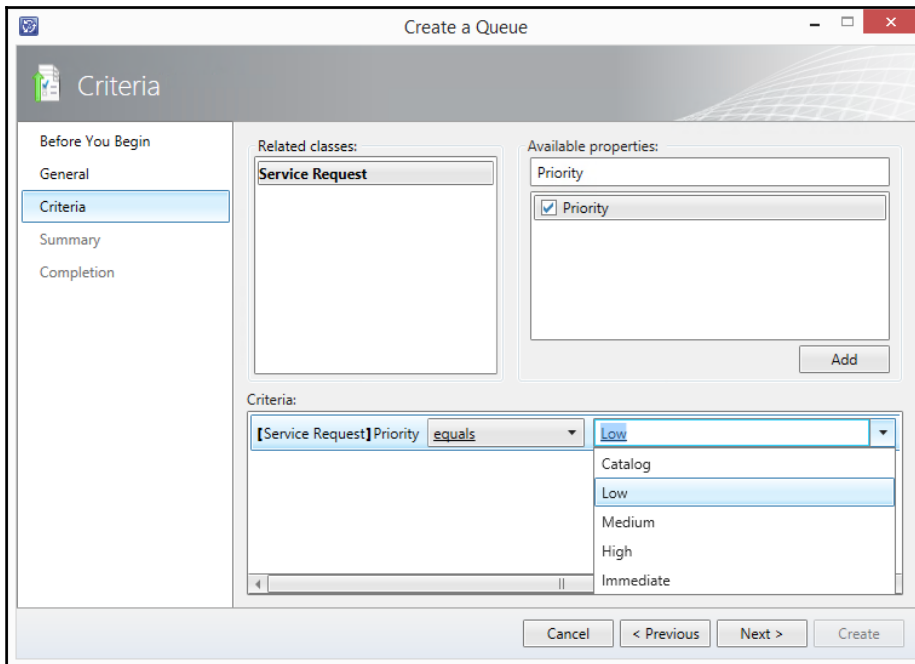 Create a Queue
Criteria
Before You Begin
General
Criteria
Summary
Completion
Related classes:
Service Request
Available properties:
Priority
Priority
Add
Criteria:
[Service Request]Priority equals Low
Catalog
Low
Medium
High
Immediate
Cancel < Previous Next > Create